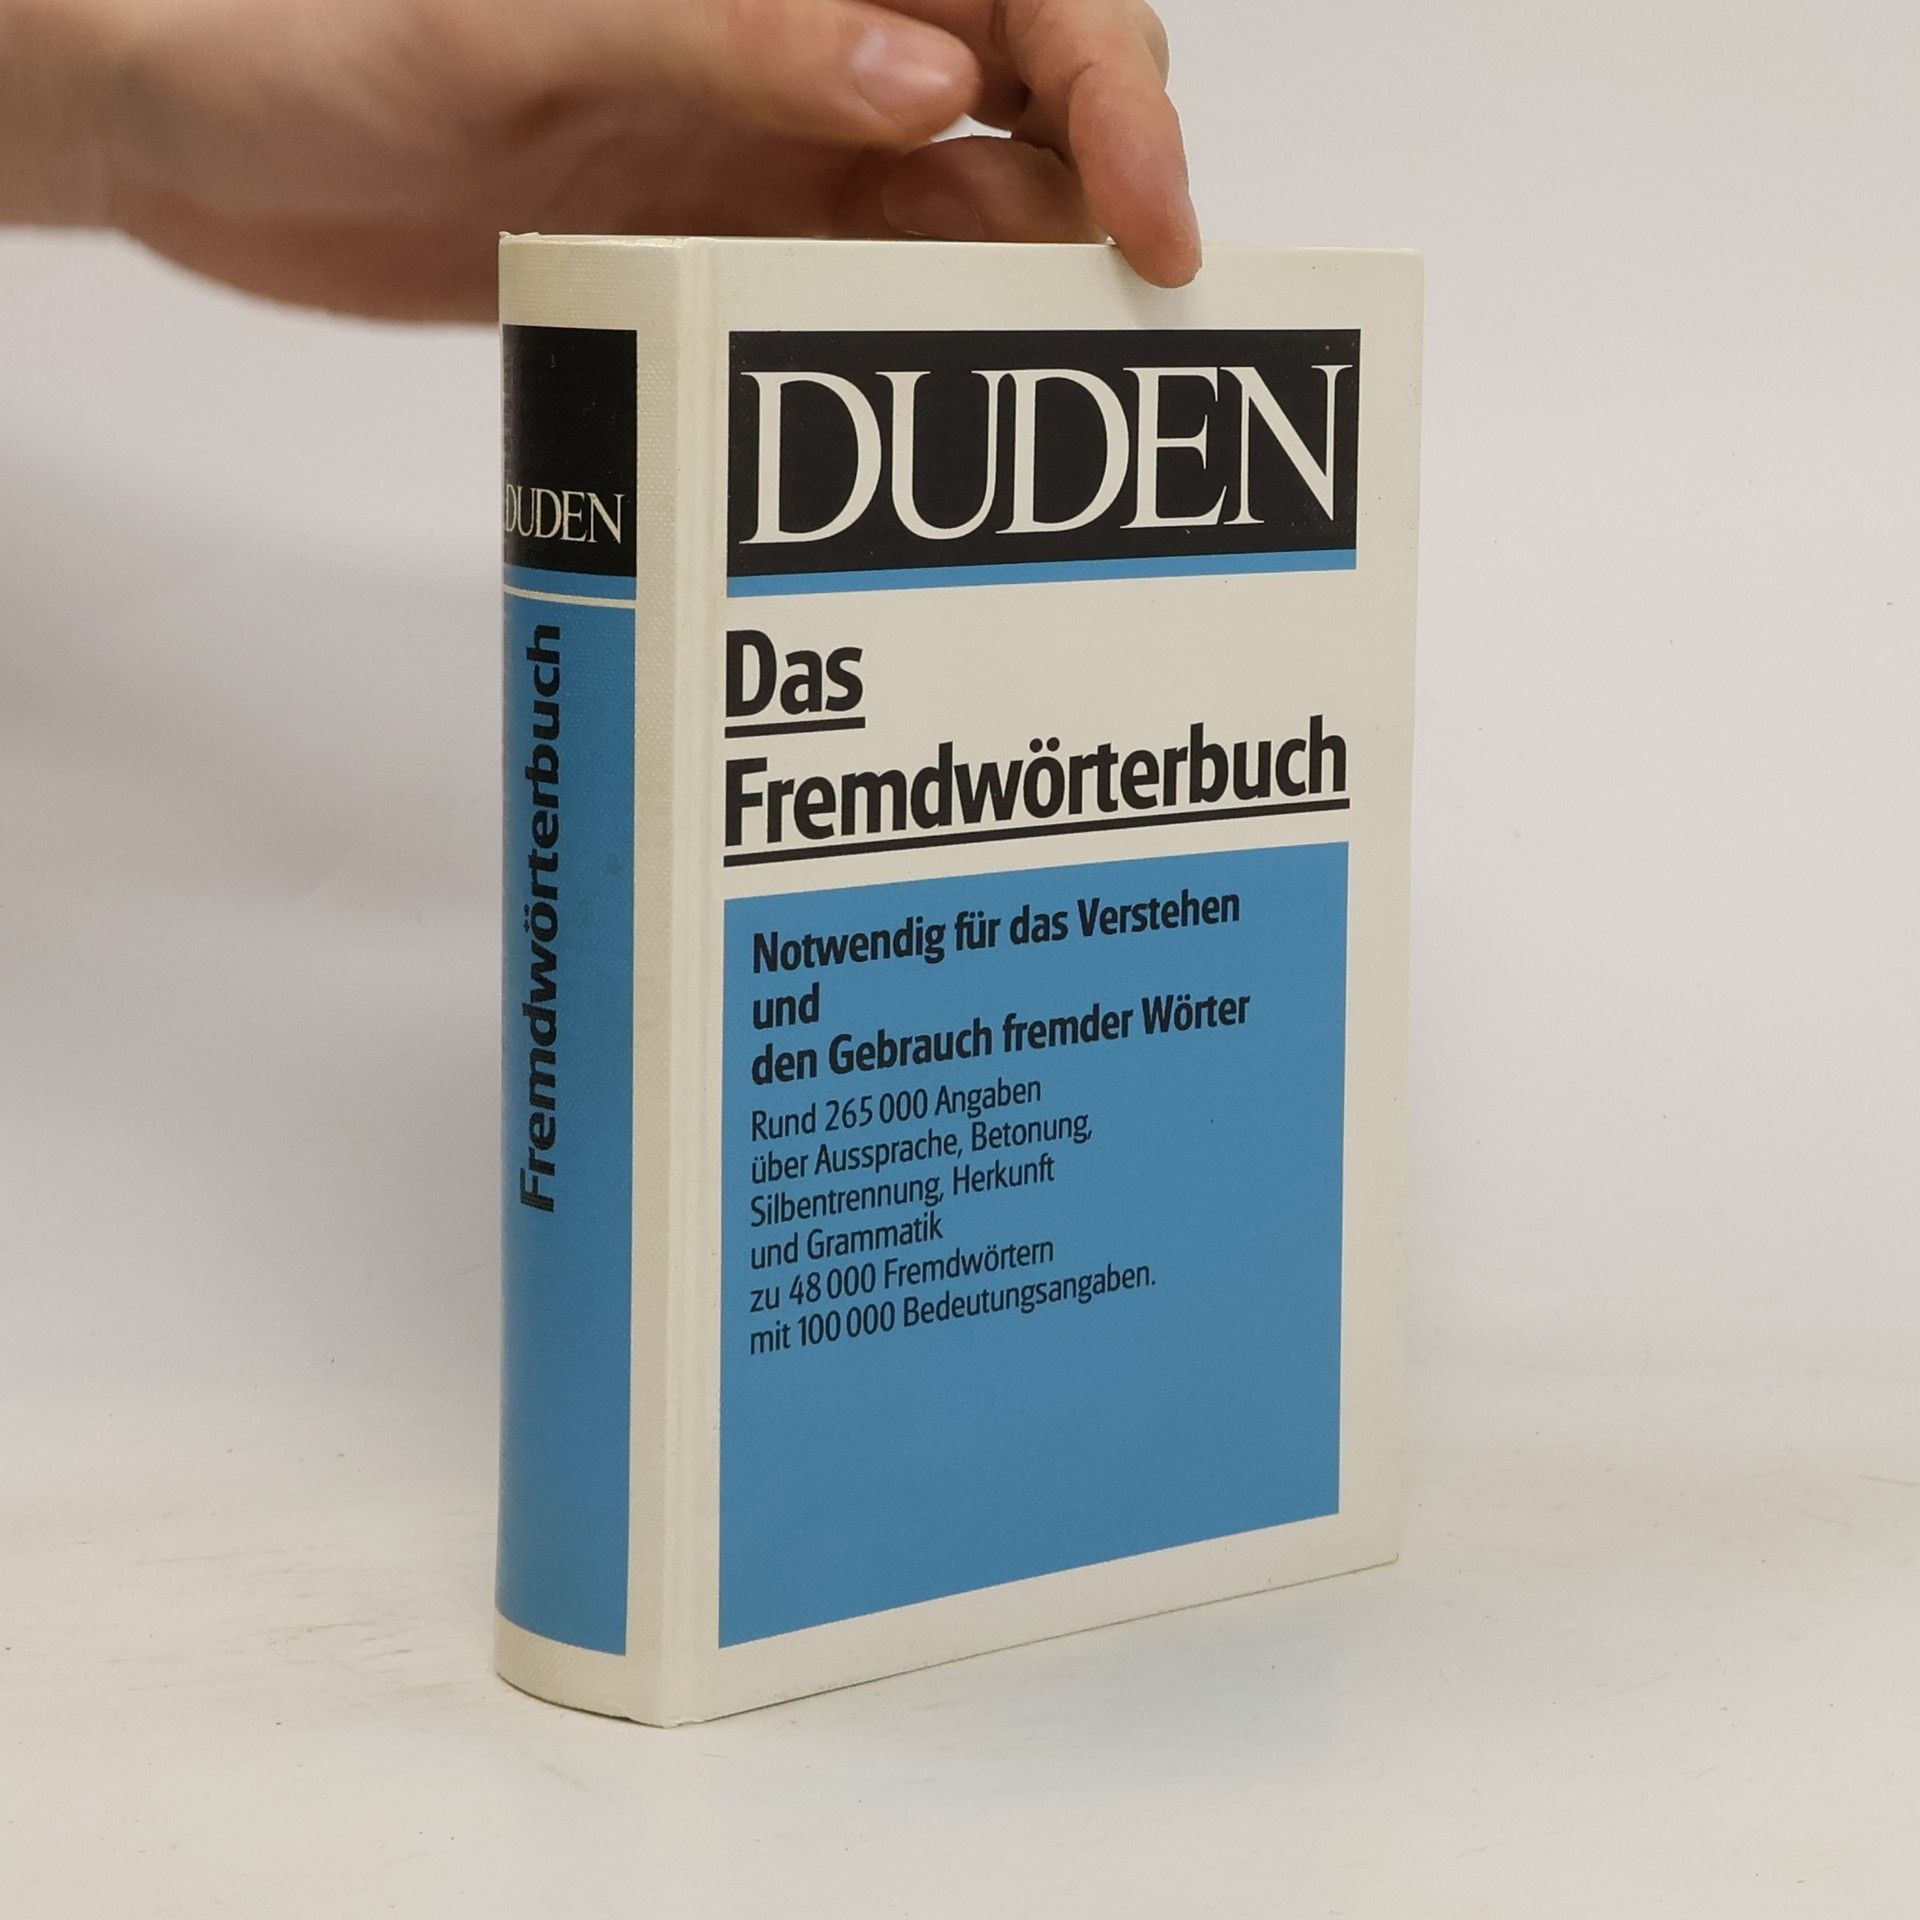 DUDEN
Fremdwörterbuch
DUDEN
Das
Fremdwörterbuch
Notwendig für das Verstehen
und
den Gebrauch fremder Wörter
Rund 265 000 Angaben
über Aussprache, Betonung,
Silbentrennung, Herkunft
und Grammatik
zu 48 000 Fremdwörtern
mit 100 000 Bedeutungsangaben.